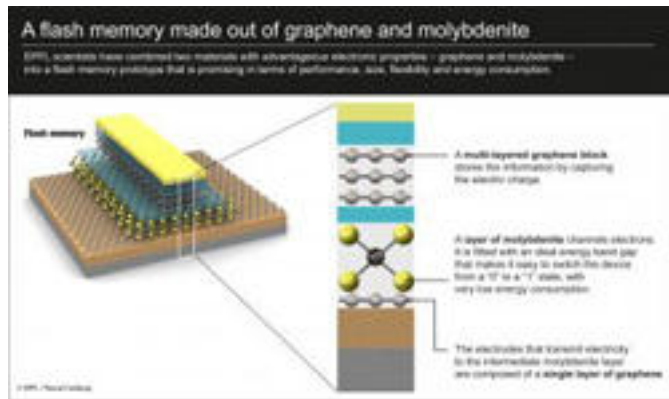 A flash memory made out of graphene and molybdenite
EPFL scientists have combined two materials with advantageous electronic properties - graphene and molybdenite -
into a flash memory prototype that is promising in terms of performance, size, flexibility and energy consumption.
Flash memory
A multi-layered graphene block
stores the information by capturing
the electric charge.
A layer of molybdenite channels electrons.
It is fitted with an ideal energy band gap
that makes it easy to switch the device
from a "0" to a "1" state, with
very low energy consumption
The electrodes that transmit electricity
to the intermediate molybdenite layer
are composed of a single layer of graphene